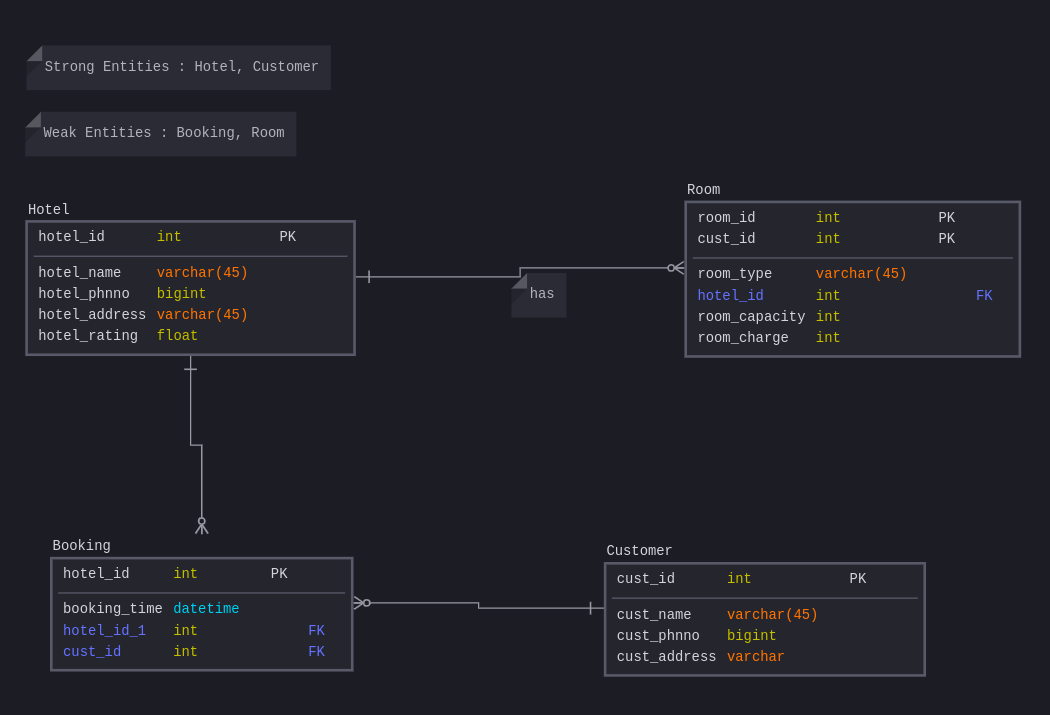 Strong Entities : Hotel, Customer
Weak Entities : Booking, Room
Hotel
hotel_id int PK
hotel_name varchar(45)
hotel_phnno bigint
hotel_address varchar(45)
hotel_rating float
has
Room
room_id int PK
cust_id int PK
room_type varchar(45)
hotel_id int FK
room_capacity int
room_charge int
Booking
hotel_id int PK
booking_time datetime
hotel_id_1 int FK
cust_id int FK
Customer
cust_id int PK
cust_name varchar(45)
cust_phnno bigint
cust_address varchar